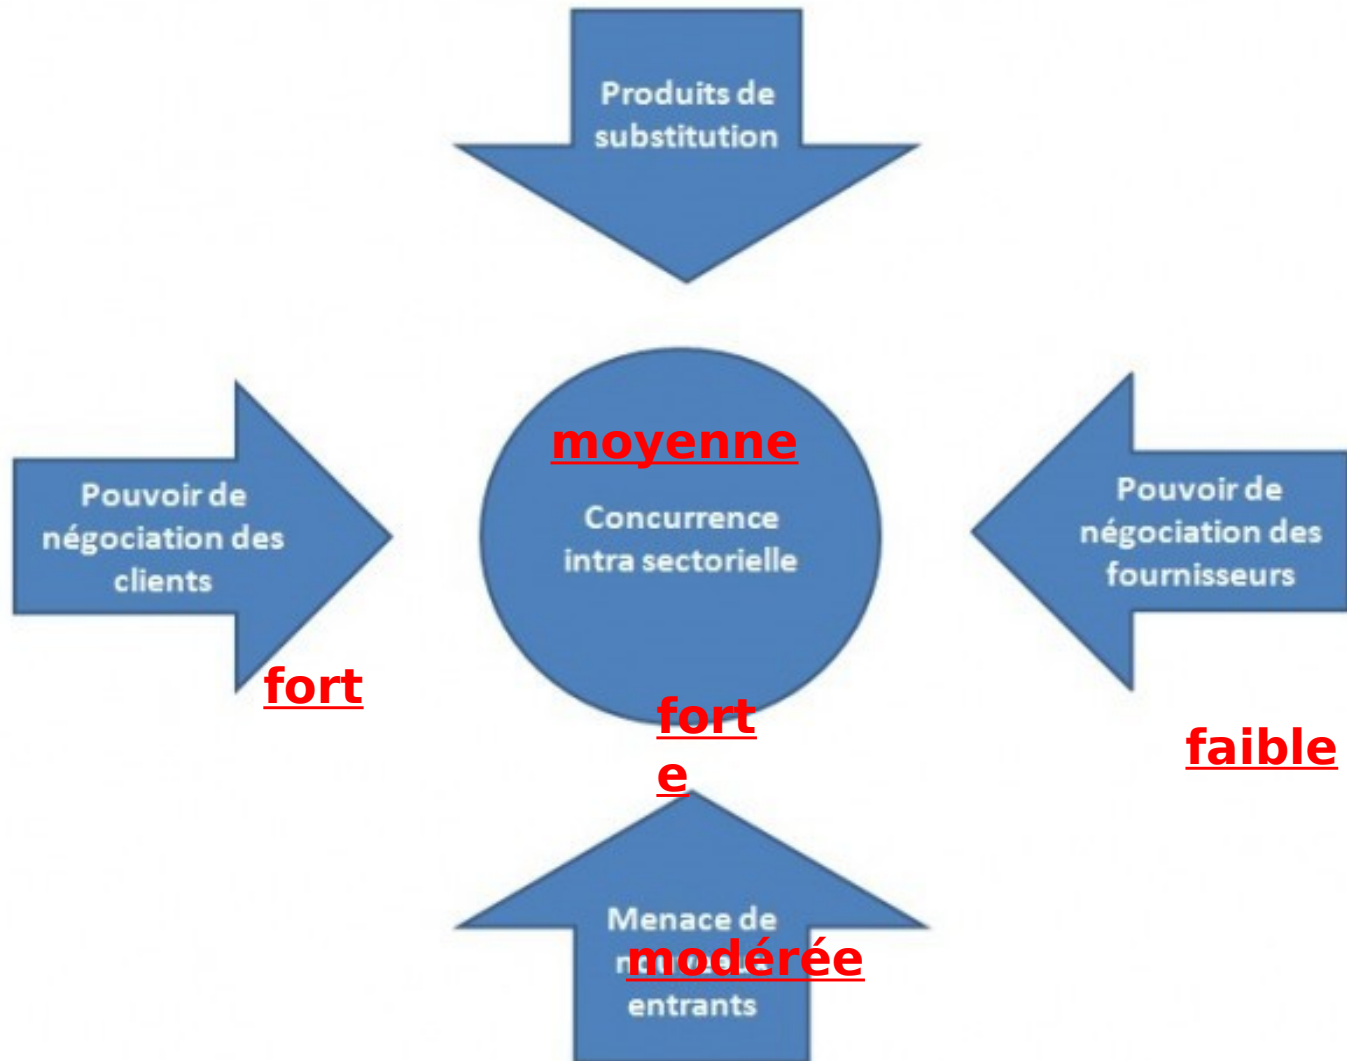 Produits de
substitution
moyenne
Pouvoir de
négociation des
clients
Concurrence
intra sectorielle
Pouvoir de
négociation des
fournisseurs
fort
fort
e
faible
Menace de
modérée
entrants